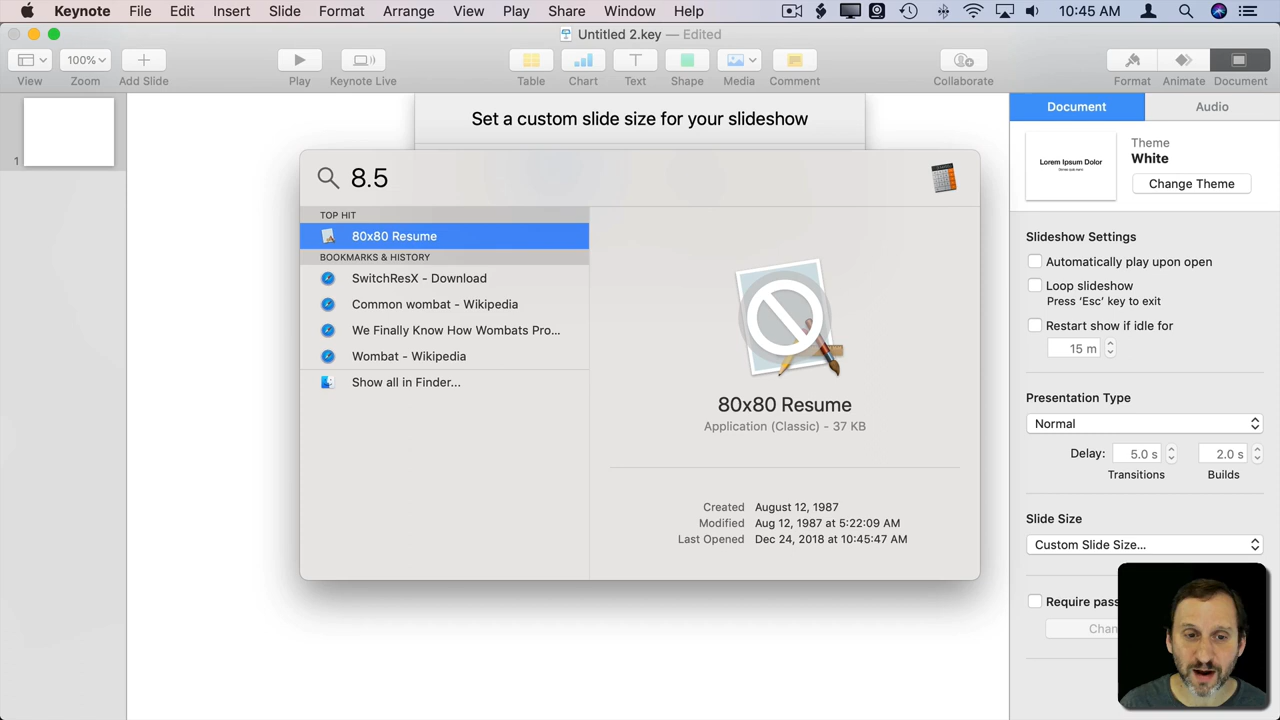 Keynote File Edit Insert Slide Format Arrange View Play Share Window Help 10:45 AM
Untitled 2.key — Edited
100%
View Zoom Add Slide Play Keynote Live Table Chart Text Shape Media Comment Collaborate Format Animate Document
1
Set a custom slide size for your slideshow
8.5
TOP HIT
80x80 Resume
BOOKMARKS & HISTORY
SwitchResX - Download
Common wombat - Wikipedia
We Finally Know How Wombats Pro...
Wombat - Wikipedia
Show all in Finder...
80x80 Resume
Application (Classic) - 37 KB
Created August 12, 1987
Modified Aug 12, 1987 at 5:22:09 AM
Last Opened Dec 24, 2018 at 10:45:47 AM
Document Audio
Lorem Ipsum Dolor
Theme
White
Change Theme
Slideshow Settings
Automatically play upon open
Loop slideshow
Press ‘Esc’ key to exit
Restart show if idle for
15 m
Presentation Type
Normal
Delay: 5.0 s 2.0 s
Transitions Builds
Slide Size
Custom Slide Size...
Require pas
Chan